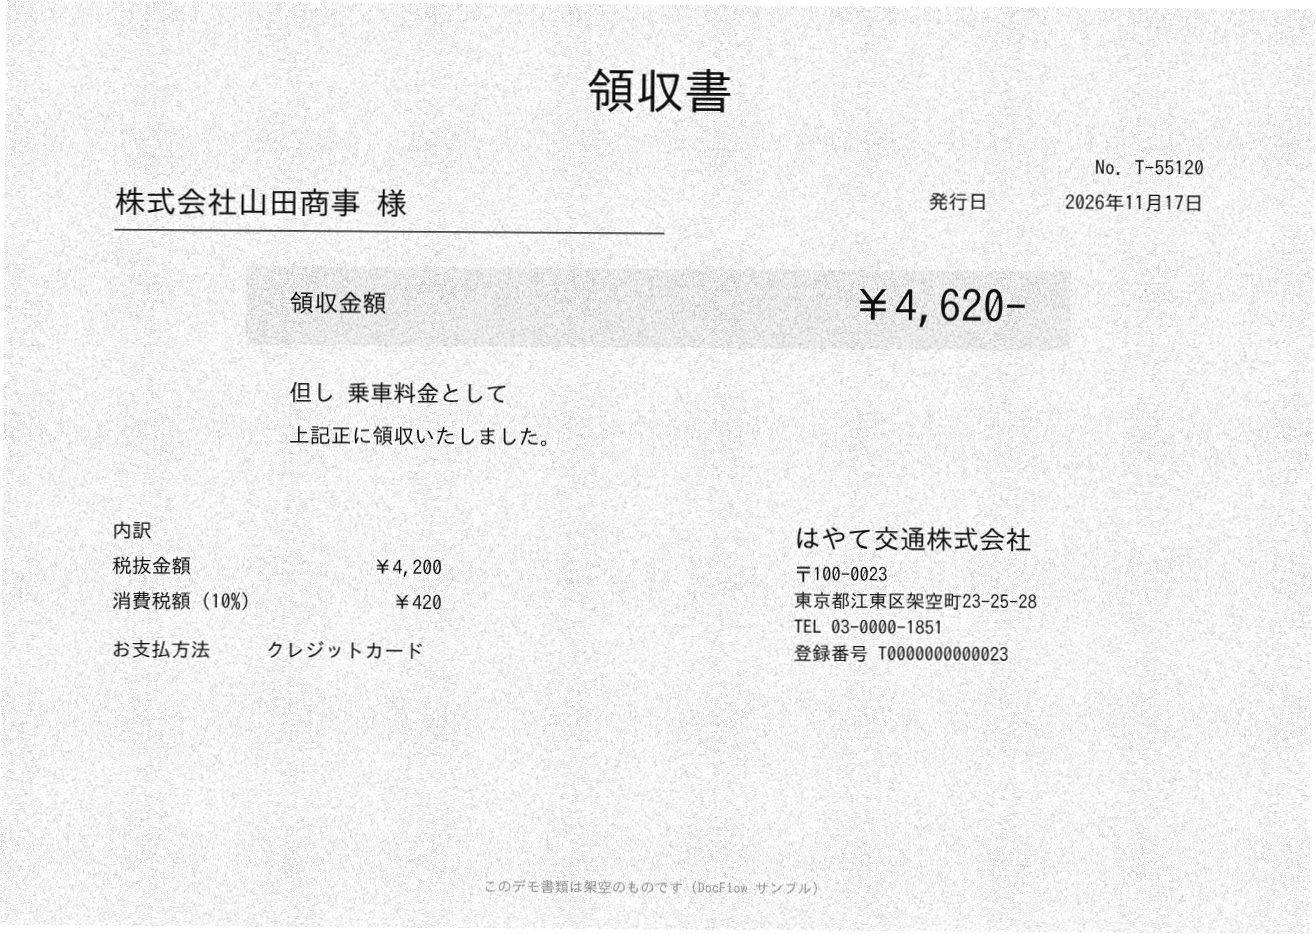 領収書
No. T-55120
株式会社山田商事 様
発行日 2026年11月17日
領収金額 ¥4,620-
但し 乗車料金として
上記正に領収いたしました。
内訳
税抜金額 ¥4,200
消費税額 (10%) ¥420
お支払方法 クレジットカード
はやて交通株式会社
〒100-0023
東京都江東区架空町23-25-28
TEL 03-0000-1851
登録番号 T0000000000023
このデモ書類は架空のものです (DocFlow サンプル)